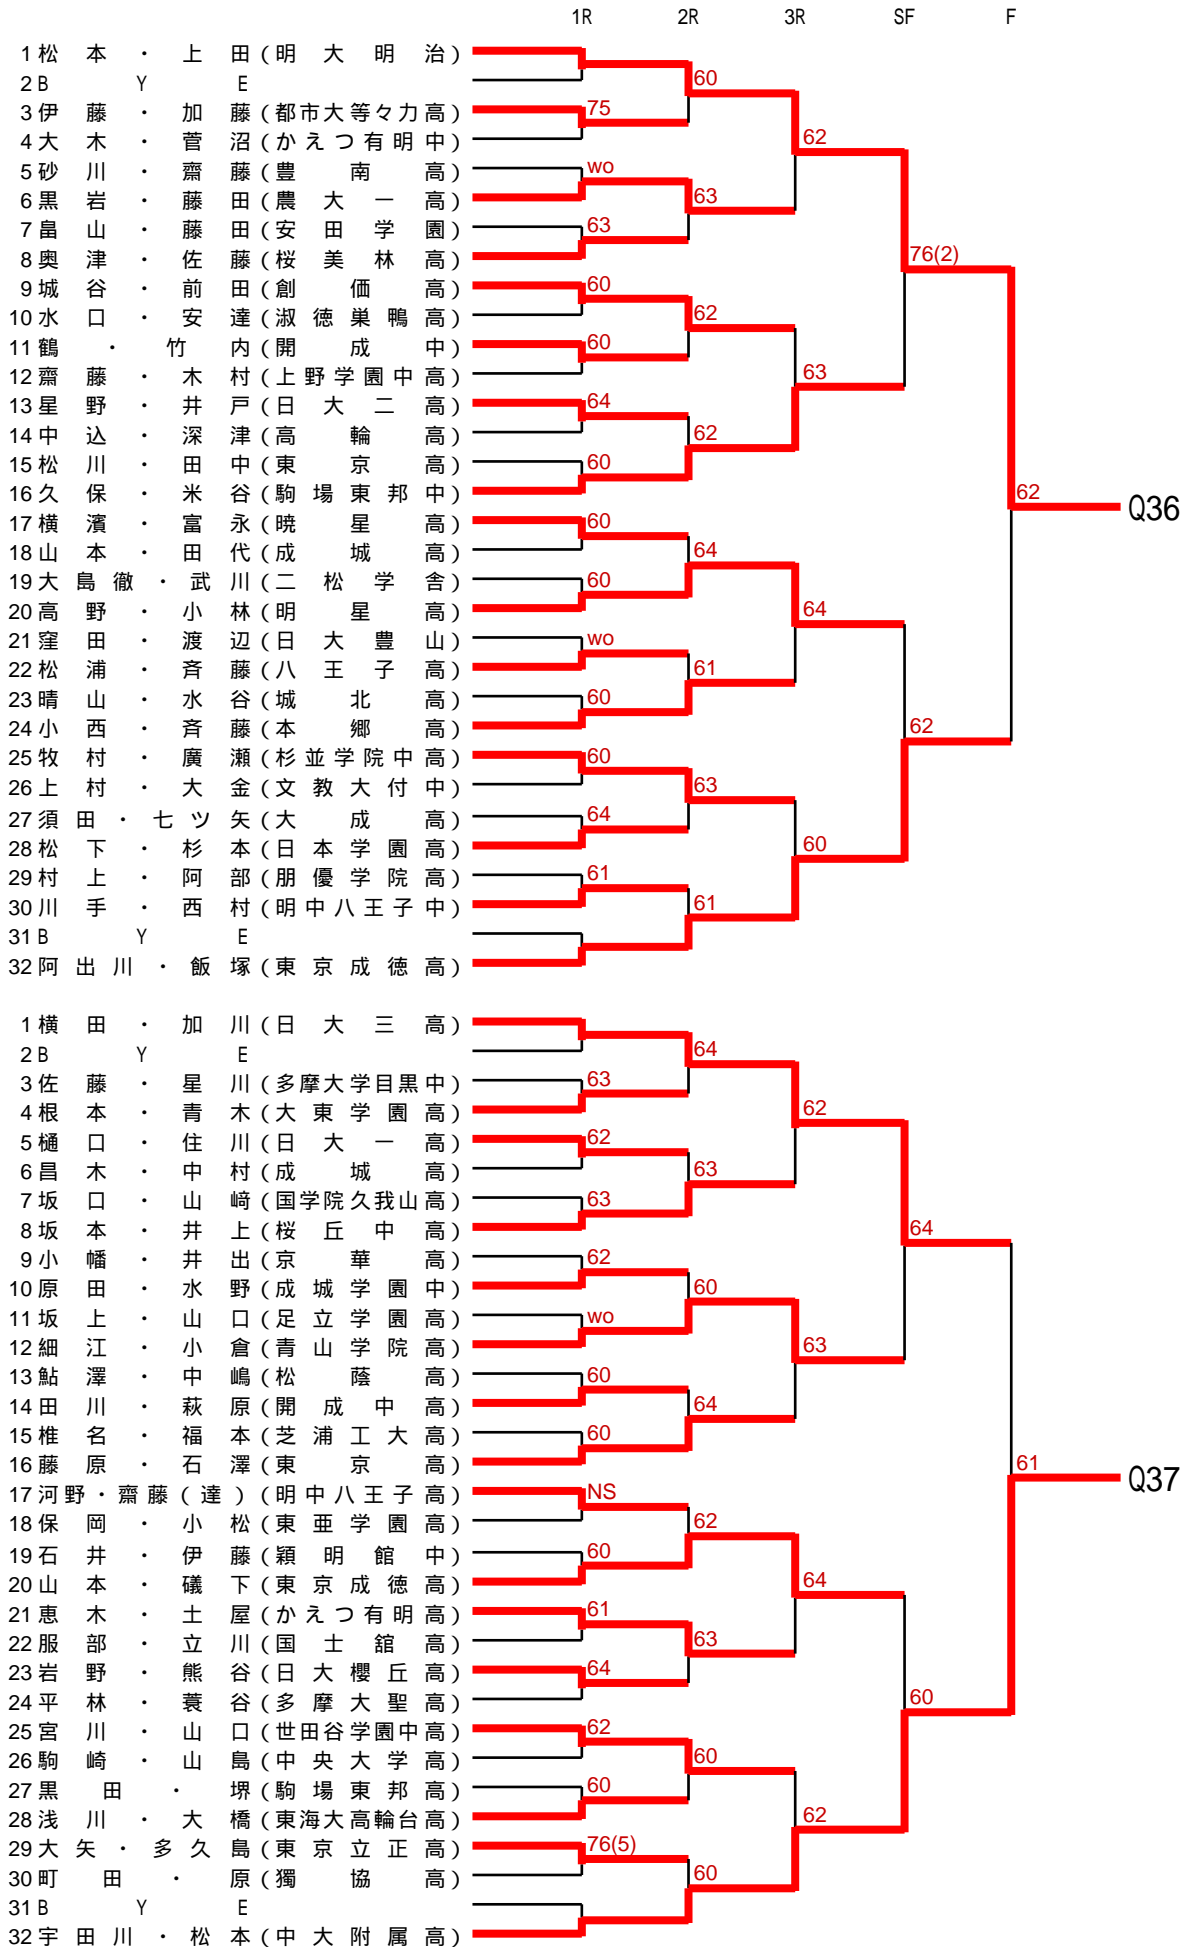 1R 2R 3R SF F
1 松本・上田(明大明治)
2 BYE 60
3 伊藤・加藤(都市大等々力高) 75
4 大木・菅沼(かえつ有明中) 62
5 砂川・齋藤(豊南高) wo
6 黒岩・藤田(農大一高) 63
7 畠山・藤田(安田学園) 63
8 奥津・佐藤(桜美林高) 76(2)
9 城谷・前田(創価高) 60
10 水口・安達(淑徳巣鴨高) 62
11 鶴・竹内(開成中) 60
12 齋藤・木村(上野学園中高) 63
13 星野・井戸(日大二高) 64
14 中込・深津(高輪高) 62
15 松川・田中(東京高) 60
16 久保・米谷(駒場東邦中) 62 Q36
17 横濱・富永(暁星高) 60
18 山本・田代(成城高) 64
19 大島徹・武川(二松学舎) 60
20 高野・小林(明星高) 64
21 窪田・渡辺(日大豊山) wo
22 松浦・斉藤(八王子高) 61
23 晴山・水谷(城北高) 60
24 小西・斉藤(本郷高) 62
25 牧村・廣瀬(杉並学院中高) 60
26 上村・大金(文教大付中) 63
27 須田・七ツ矢(大成高) 64
28 松下・杉本(日本学園高) 60
29 村上・阿部(朋優学院高) 61
30 川手・西村(明中八王子中) 61
31 BYE
32 阿出川・飯塚(東京成徳高)
1 横田・加川(日大三高)
2 BYE 64
3 佐藤・星川(多摩大学目黒中) 63
4 根本・青木(大東学園高) 62
5 樋口・住川(日大一高) 62
6 昌木・中村(成城高) 63
7 坂口・山﨑(国学院久我山高) 63
8 坂本・井上(桜丘中高) 64
9 小幡・井出(京華高) 62
10 原田・水野(成城学園中) 60
11 坂上・山口(足立学園高) wo
12 細江・小倉(青山学院高) 63
13 鮎澤・中嶋(松蔭高) 60
14 田川・萩原(開成中高) 64
15 椎名・福本(芝浦工大高) 60
16 藤原・石澤(東京高) 61 Q37
17 河野・齋藤(達)(明中八王子高) NS
18 保岡・小松(東亜学園高) 62
19 石井・伊藤(穎明館中) 60
20 山本・礒下(東京成徳高) 64
21 恵木・土屋(かえつ有明高) 61
22 服部・立川(国士舘高) 63
23 岩野・熊谷(日大櫻丘高) 64
24 平林・蓑谷(多摩大聖高) 60
25 宮川・山口(世田谷学園中高) 62
26 駒崎・山島(中央大学高) 60
27 黒田・堺(駒場東邦高) 60
28 浅川・大橋(東海大高輪台高) 62
29 大矢・多久島(東京立正高) 76(5)
30 町田・原(獨協高) 60
31 BYE
32 宇田川・松本(中大附属高)